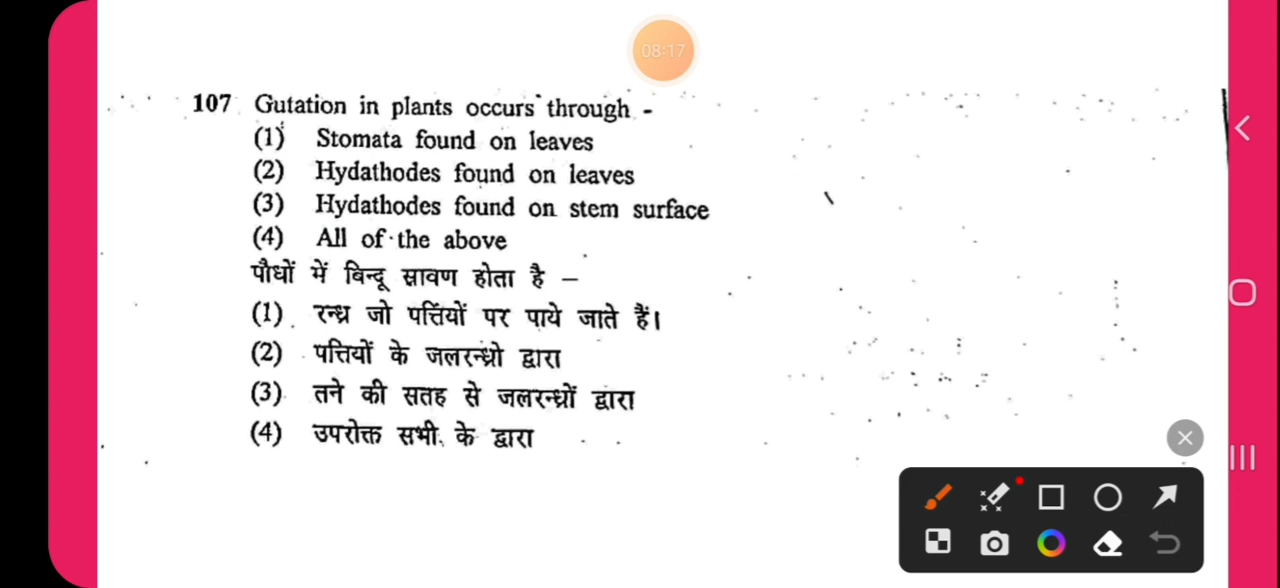 08:17
107 Gutation in plants occurs through -
(1) Stomata found on leaves
(2) Hydathodes found on leaves
(3) Hydathodes found on stem surface
(4) All of the above
पौधों में बिन्दू स्रावण होता है –
(1) रन्ध्र जो पत्तियों पर पाये जाते हैं।
(2) पत्तियों के जलरन्ध्रो द्वारा
(3) तने की सतह से जलरन्ध्रों द्वारा
(4) उपरोक्त सभी के द्वारा